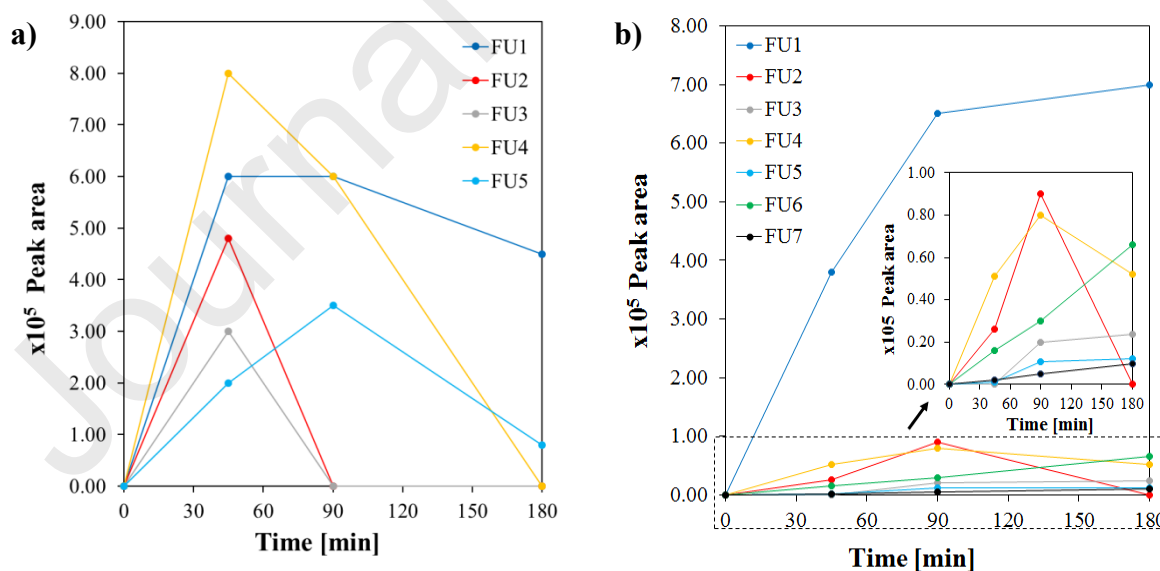 a)
x10⁵ Peak area
9.00
8.00
7.00
6.00
5.00
4.00
3.00
2.00
1.00
0.00
0 30 60 90 120 150 180
Time [min]
FU1
FU2
FU3
FU4
FU5
Journal
b)
x10⁵ Peak area
8.00
7.00
6.00
5.00
4.00
3.00
2.00
1.00
0.00
0 30 60 90 120 150 180
Time [min]
FU1
FU2
FU3
FU4
FU5
FU6
FU7
x105 Peak area
1.00
0.80
0.60
0.40
0.20
0.00
0 30 60 90 120 150 180
Time [min]